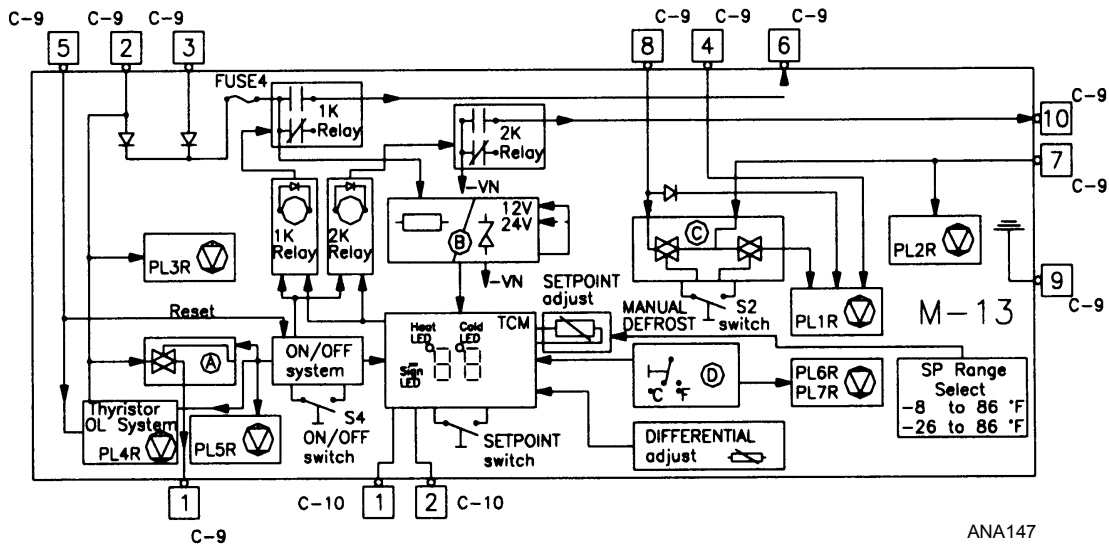 C-9 C-9 C-9 C-9 C-9 C-9
5 2 3 8 4 6
FUSE4
1K
Relay
2K
Relay
C-9
10
7
C-9
-VN
12V
24V
B
C
1K
Relay
2K
Relay
PL3R
PL2R
-VN
SETPOINT
adjust
9
C-9
Reset
TCM
MANUAL
DEFROST
S2
switch
PL1R
M-13
A
ON/OFF
system
Heat
LED
Cold
LED
Sign
LED
°C °F
D
PL6R
PL7R
SP Range
Select
-8 to 86 °F
-26 to 86 °F
Thyristor
OL System
PL4R
PL5R
S4
ON/OFF
switch
SETPOINT
switch
DIFFERENTIAL
adjust
1
C-9
C-10
1
C-10
2
ANA147